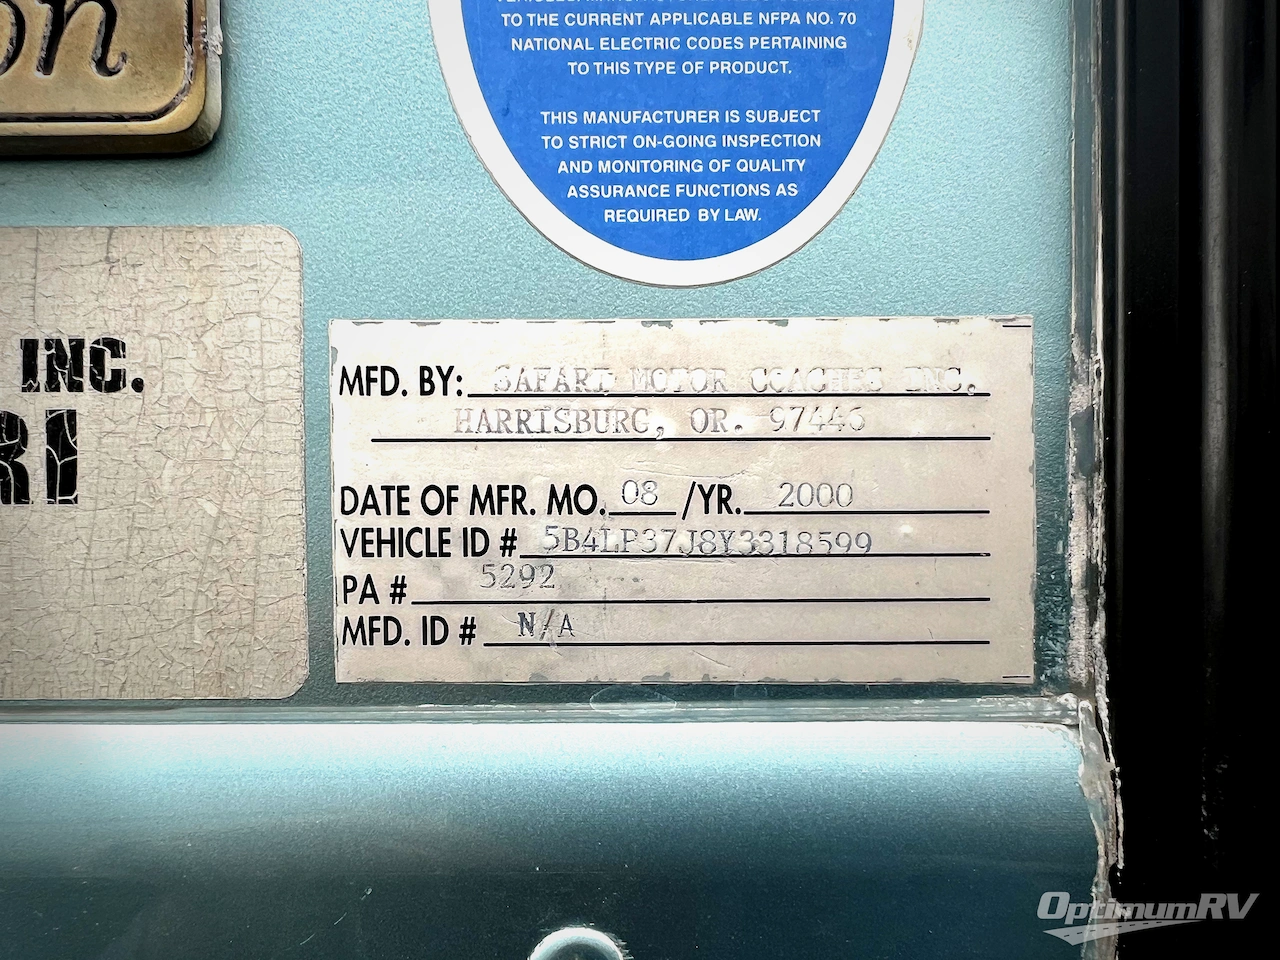 on
TO THE CURRENT APPLICABLE NFPA NO. 70
NATIONAL ELECTRIC CODES PERTAINING
TO THIS TYPE OF PRODUCT.
THIS MANUFACTURER IS SUBJECT
TO STRICT ON-GOING INSPECTION
AND MONITORING OF QUALITY
ASSURANCE FUNCTIONS AS
REQUIRED BY LAW.
INC.
RI
MFD. BY: SAFARI MOTOR COACHES INC.
HARRISBURG, OR. 97446
DATE OF MFR. MO. 08 /YR. 2000
VEHICLE ID # 5B4LP37J8Y3318599
PA # 5292
MFD. ID # N/A
OptimumRV